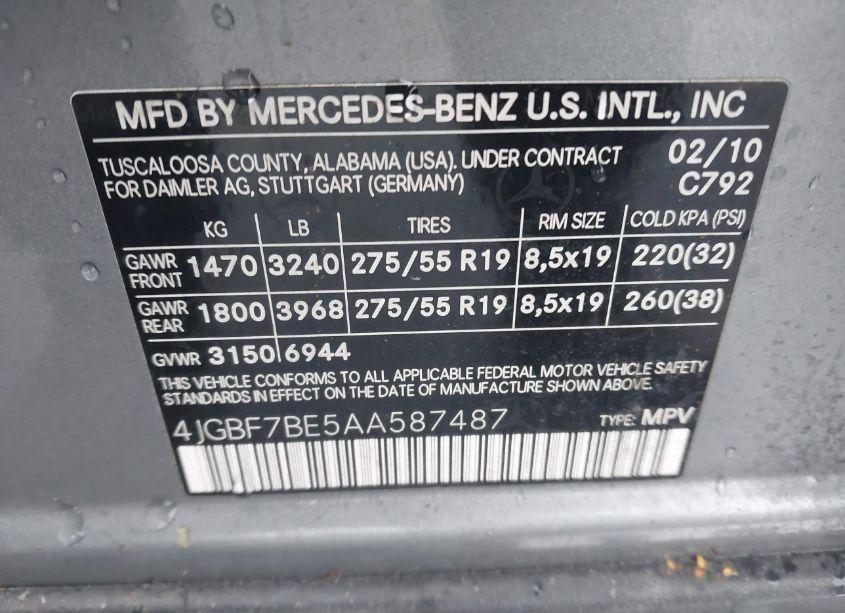 MFD BY MERCEDES-BENZ U.S. INTL., INC
TUSCALOOSA COUNTY, ALABAMA (USA). UNDER CONTRACT 02/10
FOR DAIMLER AG, STUTTGART (GERMANY) C792
KG LB TIRES RIM SIZE COLD KPA (PSI)
GAWR FRONT 1470 3240 275/55 R19 8,5x19 220(32)
GAWR REAR 1800 3968 275/55 R19 8,5x19 260(38)
GVWR 3150 6944
THIS VEHICLE CONFORMS TO ALL APPLICABLE FEDERAL MOTOR VEHICLE SAFETY
STANDARDS IN EFFECT ON THE DATE OF MANUFACTURE SHOWN ABOVE.
4JGBF7BE5AA587487 TYPE: MPV